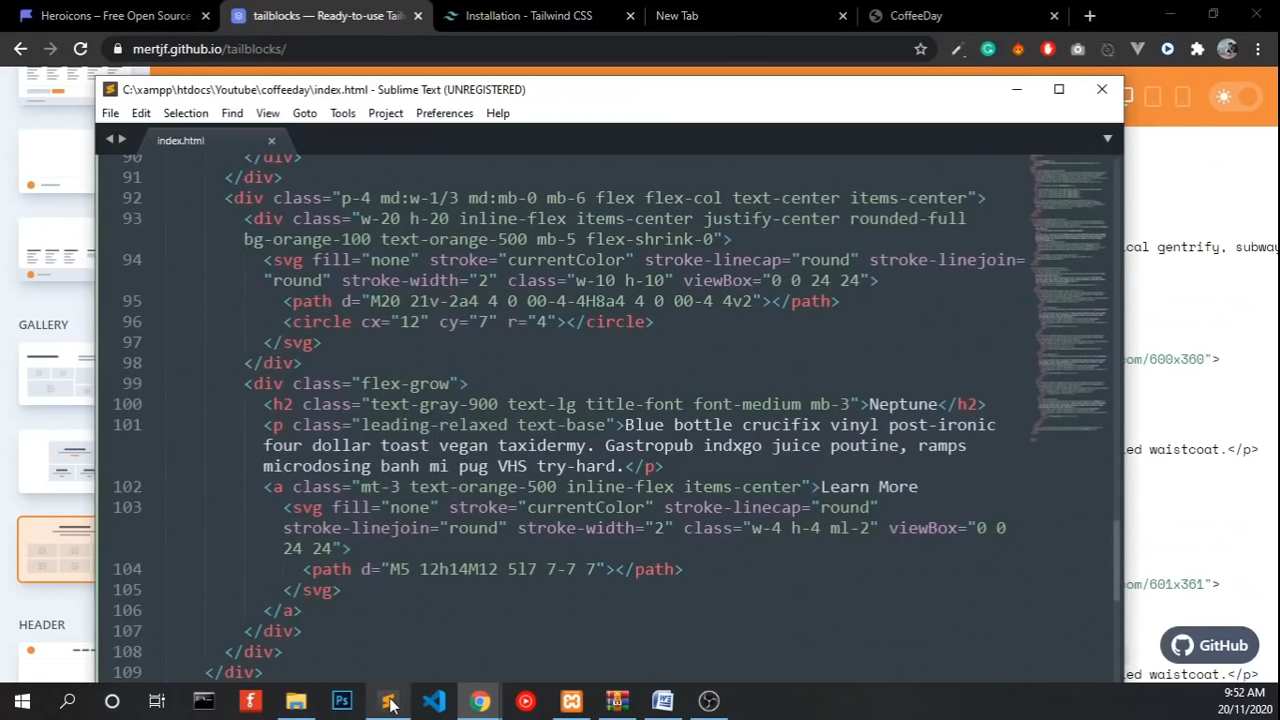 Heroicons – Free Open Source
tailblocks — Ready-to-use Tail
Installation - Tailwind CSS
New Tab
CoffeeDay
mertjf.github.io/tailblocks/
C:\xampp\htdocs\Youtube\coffeeday\index.html - Sublime Text (UNREGISTERED)
File Edit Selection Find View Goto Tools Project Preferences Help
index.html
90 </div>
91 </div>
92 <div class="p-4 md:w-1/3 md:mb-0 mb-6 flex flex-col text-center items-center">
93 <div class="w-20 h-20 inline-flex items-center justify-center rounded-full
bg-orange-100 text-orange-500 mb-5 flex-shrink-0">
94 <svg fill="none" stroke="currentColor" stroke-linecap="round" stroke-linejoin=
"round" stroke-width="2" class="w-10 h-10" viewBox="0 0 24 24">
95 <path d="M20 21v-2a4 4 0 00-4-4H8a4 4 0 00-4 4v2"></path>
96 <circle cx="12" cy="7" r="4"></circle>
97 </svg>
98 </div>
99 <div class="flex-grow">
100 <h2 class="text-gray-900 text-lg title-font font-medium mb-3">Neptune</h2>
101 <p class="leading-relaxed text-base">Blue bottle crucifix vinyl post-ironic
four dollar toast vegan taxidermy. Gastropub indxgo juice poutine, ramps
microdosing banh mi pug VHS try-hard.</p>
102 <a class="mt-3 text-orange-500 inline-flex items-center">Learn More
103 <svg fill="none" stroke="currentColor" stroke-linecap="round"
stroke-linejoin="round" stroke-width="2" class="w-4 h-4 ml-2" viewBox="0 0
24 24">
104 <path d="M5 12h14M12 5l7 7-7 7"></path>
105 </svg>
106 </a>
107 </div>
108 </div>
109 </div>
GALLERY
HEADER
cal gentrify, subwa
com/600x360">
ed waistcoat.</p>
com/601x361">
ed waistcoat.</p>
GitHub
9:52 AM
20/11/2020